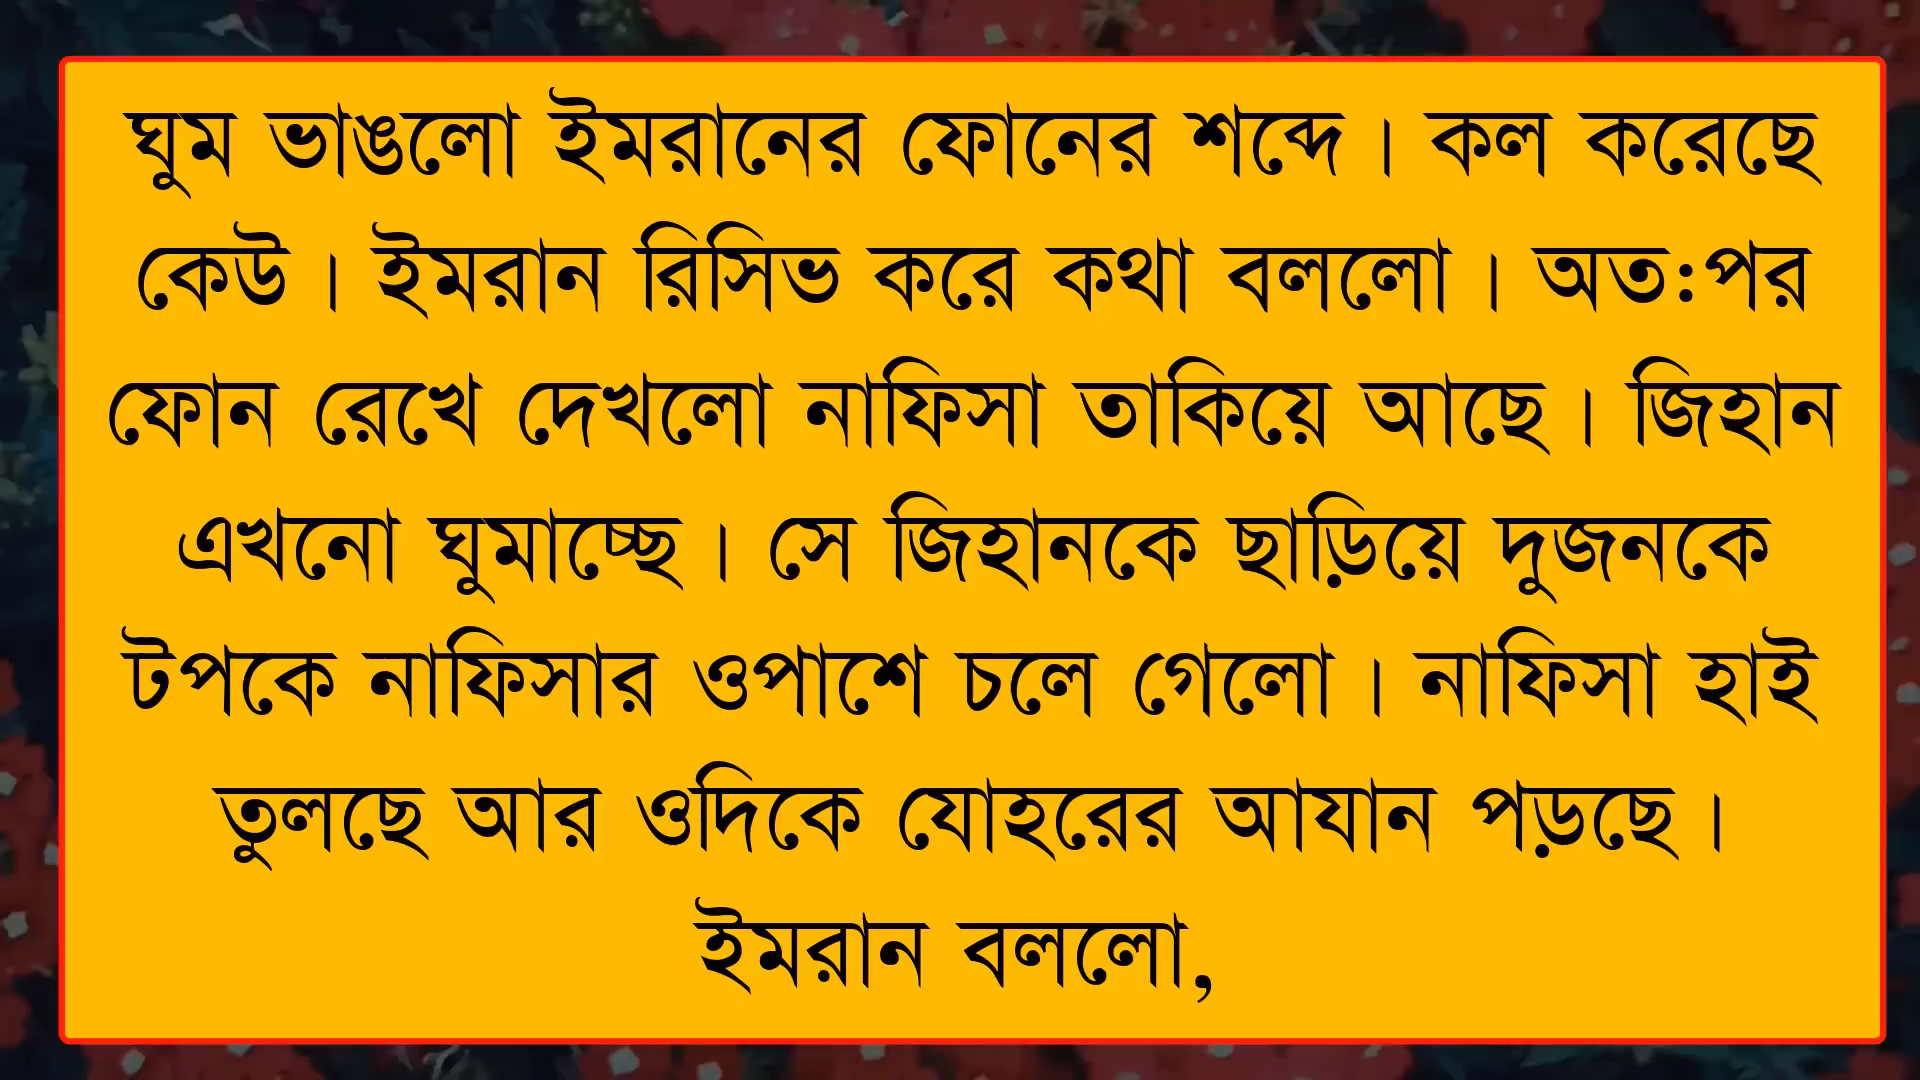 ঘুম ভাঙলো ইমরানের ফোনের শব্দে। কল করেছে
কেউ। ইমরান রিসিভ করে কথা বললো। অত:পর
ফোন রেখে দেখলো নাফিসা তাকিয়ে আছে। জিহান
এখনো ঘুমাচ্ছে। সে জিহানকে ছাড়িয়ে দুজনকে
টপকে নাফিসার ওপাশে চলে গেলো। নাফিসা হাই
তুলছে আর ওদিকে যোহরের আযান পড়ছে।
ইমরান বললো,